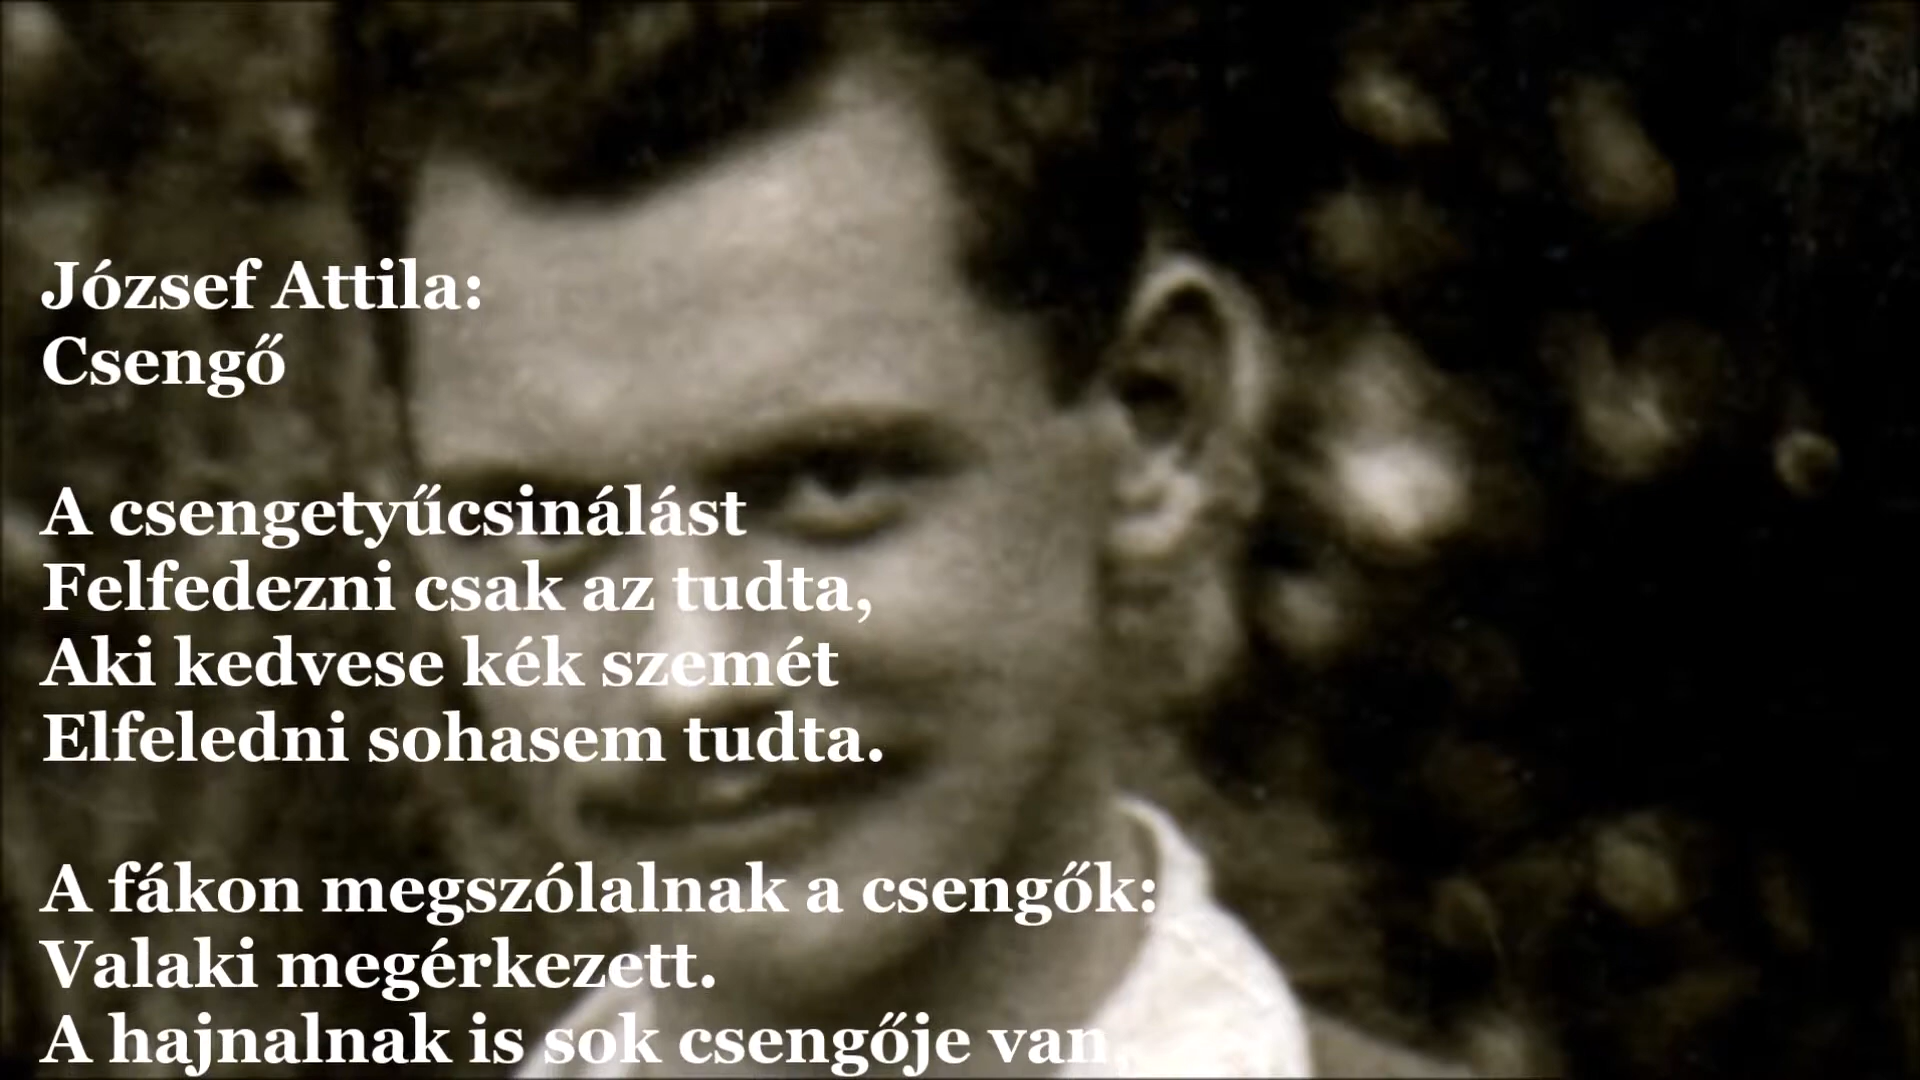 József Attila:
Csengő
A csengetyűcsinálást
Felfedezni csak az tudta,
Aki kedvese kék szemét
Elfeledni sohasem tudta.
A fákon megszólalnak a csengők:
Valaki megérkezett.
A hajnalnak is sok csengője van,